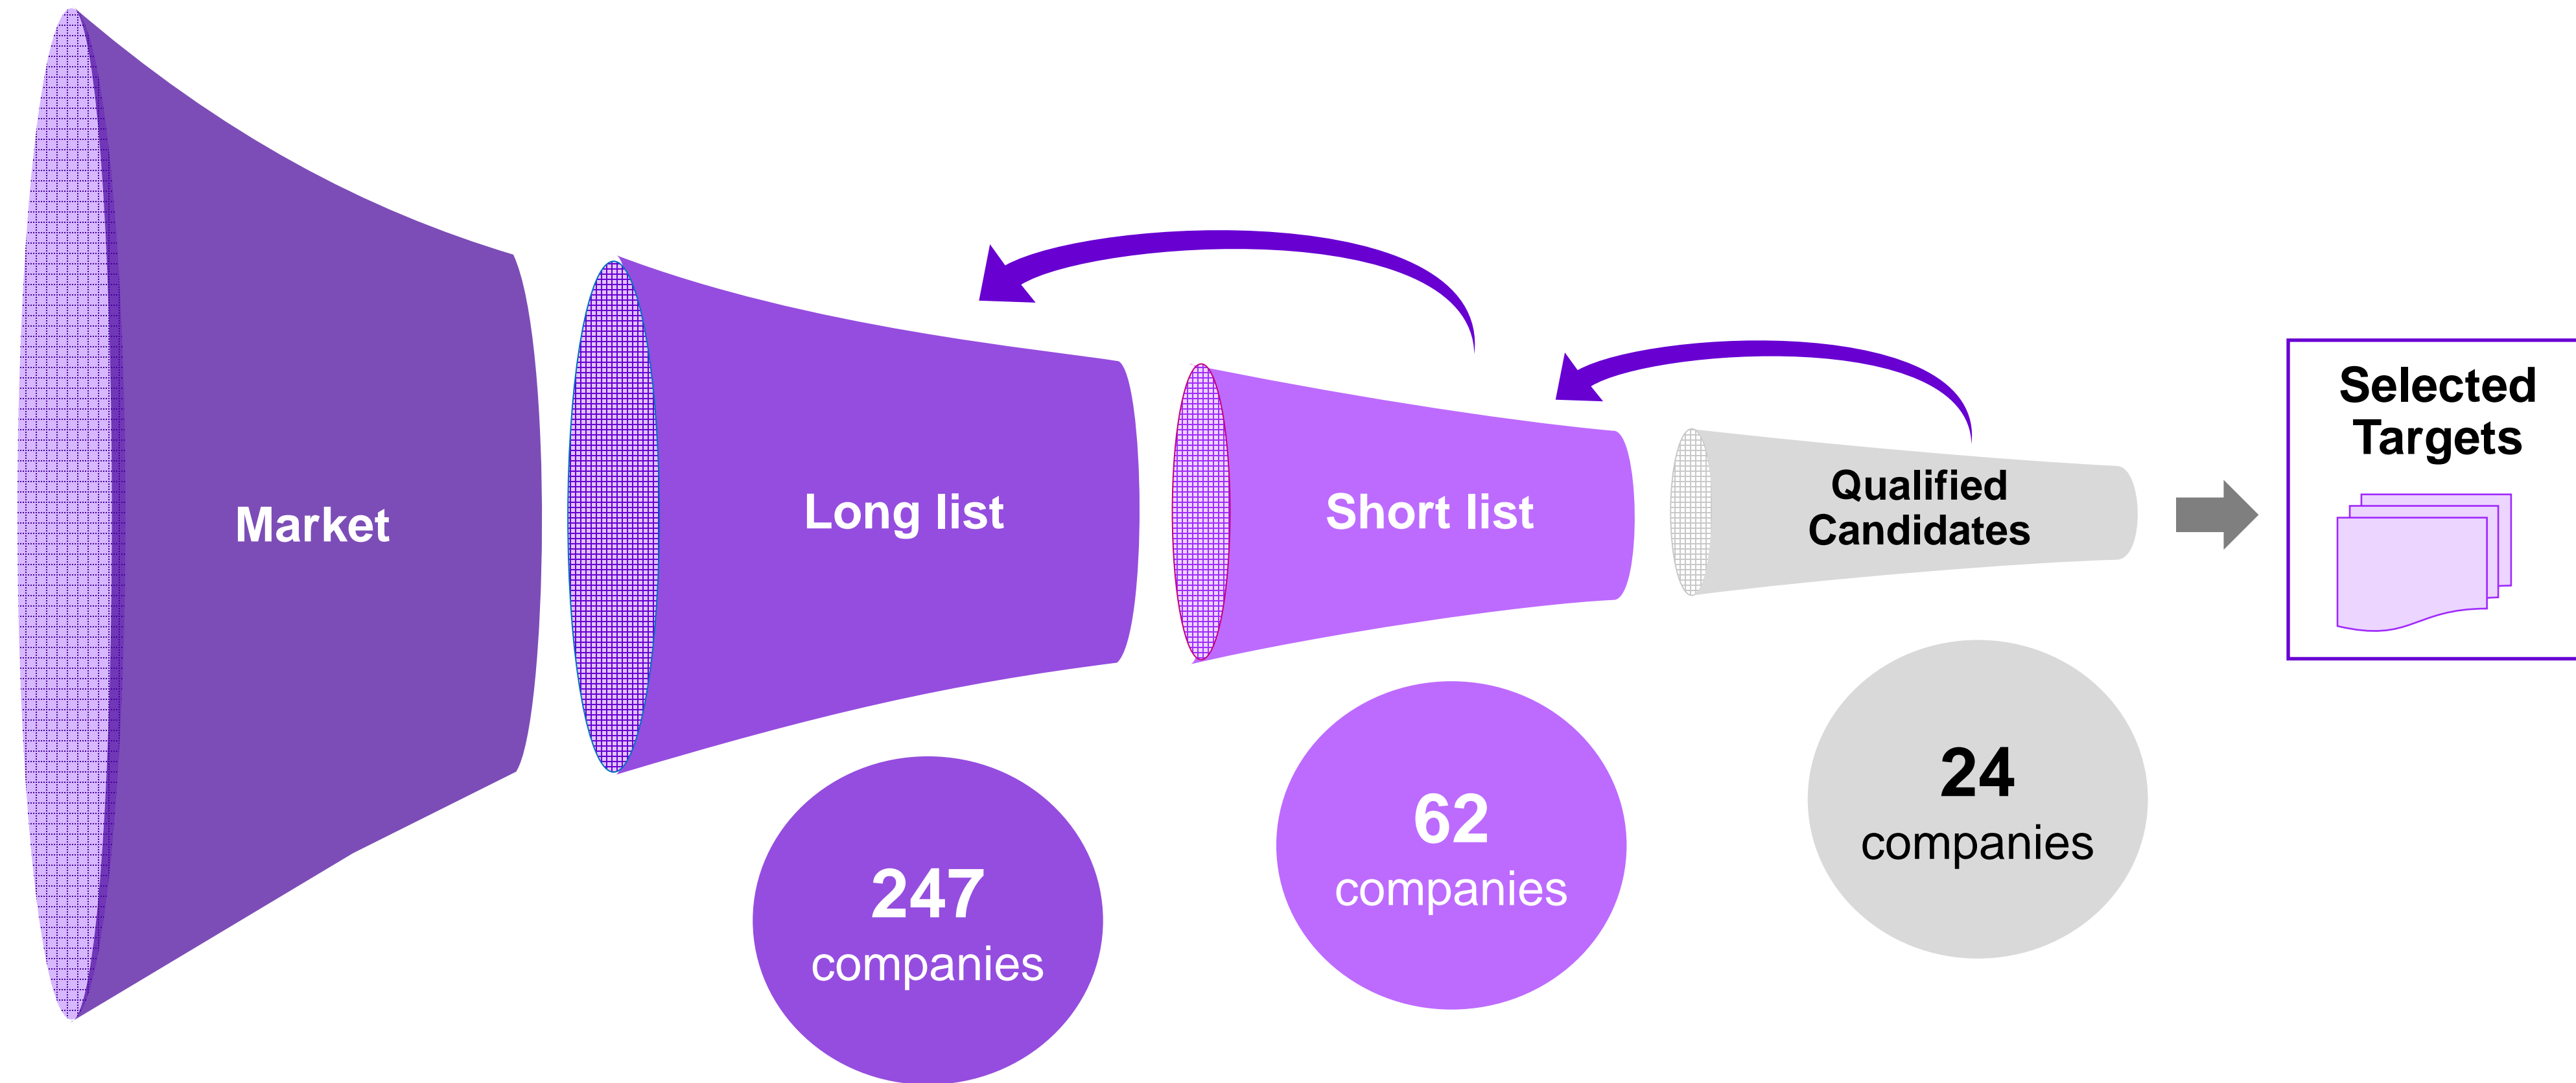 Market
Long list
Short list
Qualified
Candidates
Selected
Targets
247
companies
62
companies
24
companies